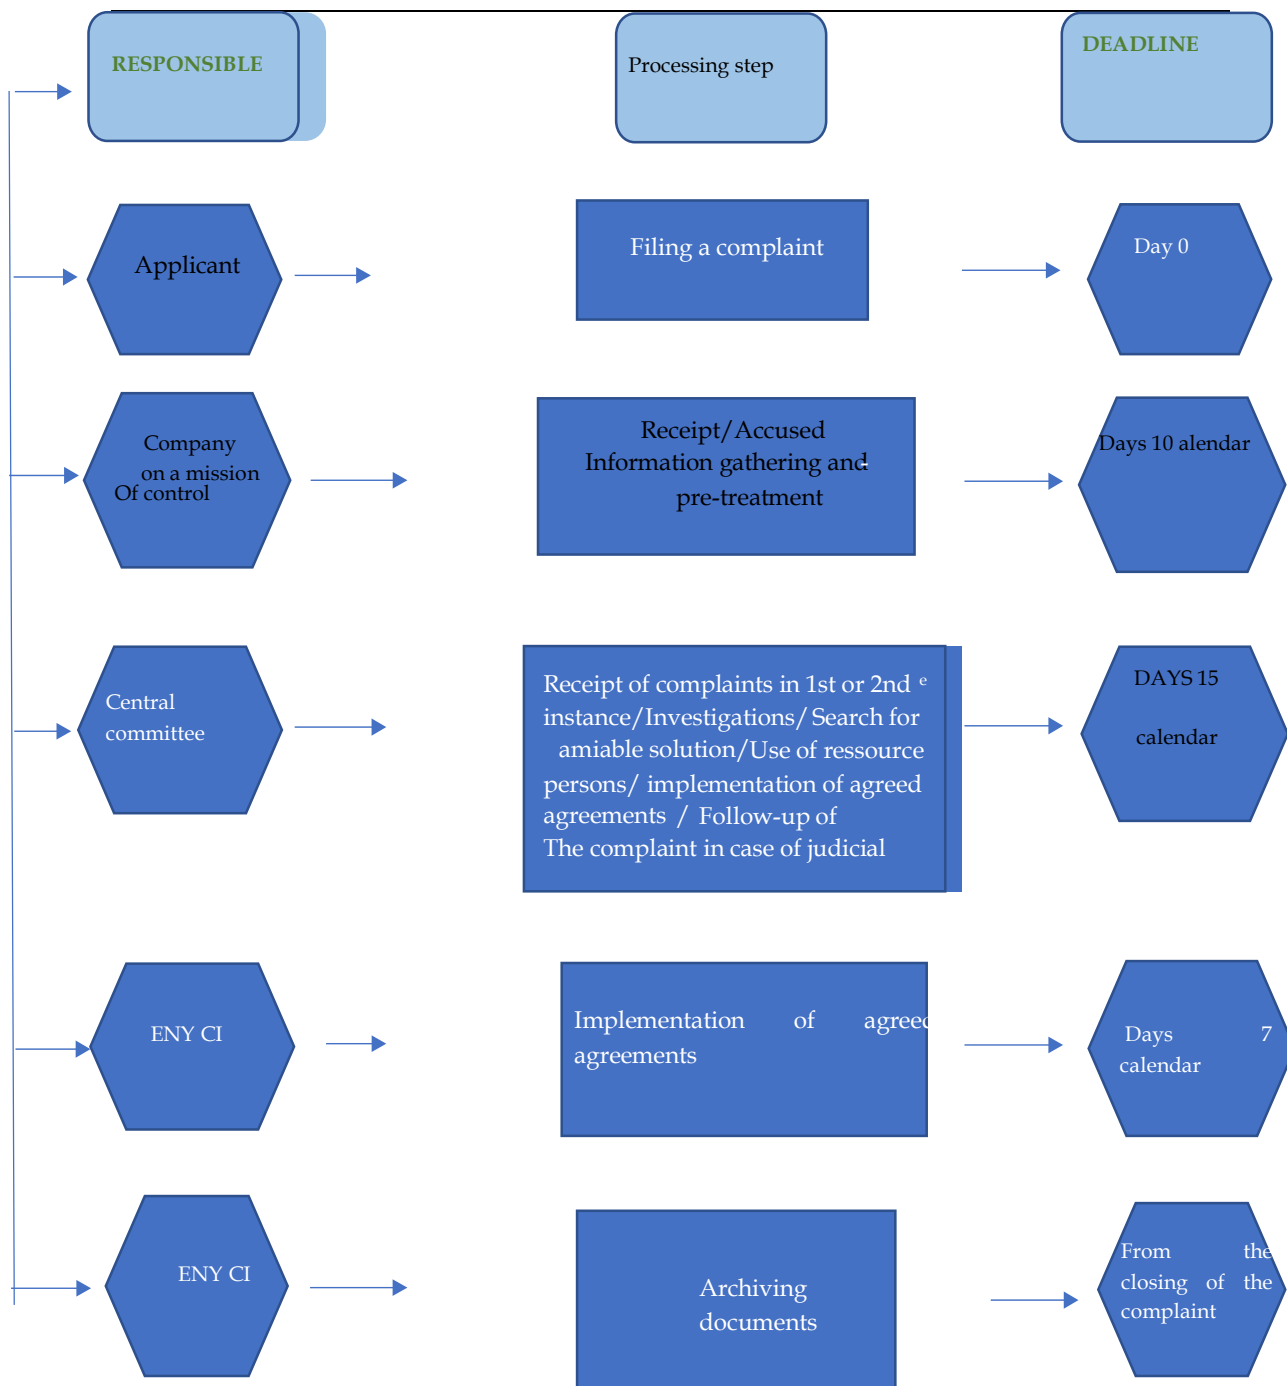 RESPONSIBLE
Processing step
DEADLINE
Applicant
Filing a complaint
Day 0
Company
on a mission
Of control
Receipt/Accused
Information gathering and-
pre-treatment
Days 10 alendar
Central
committee
Receipt of complaints in 1st or 2nd e
instance/Investigations/ Search for
amiable solution/Use of ressource
persons/ implementation of agreed
agreements / Follow-up of
The complaint in case of judicial
DAYS 15
calendar
ENY CI
Implementation of agreed
agreements
Days 7
calendar
ENY CI
Archiving
documents
From the
closing of the
complaint